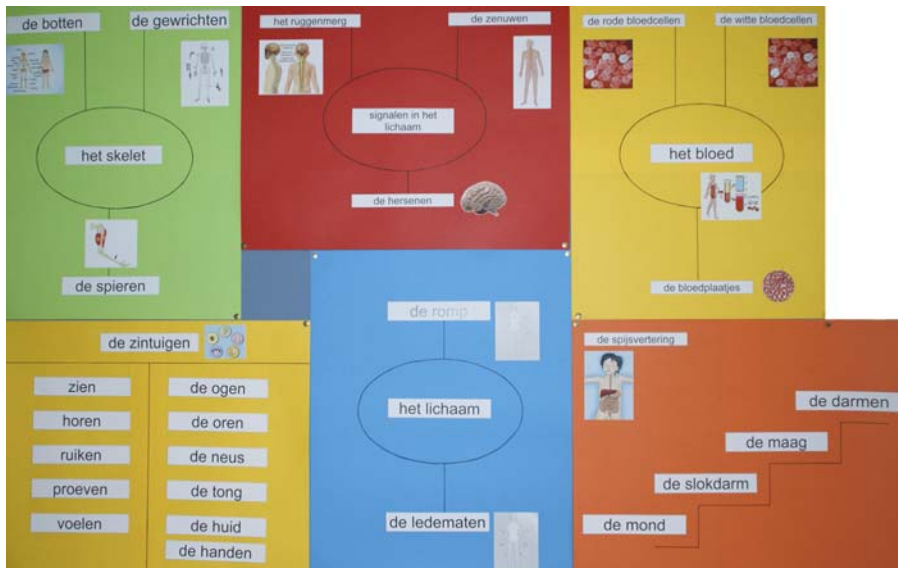 de botten
de gewrichten
het skelet
de spieren
het ruggenmerg
de zenuwen
signalen in het
lichaam
de hersenen
de rode bloedcellen
de witte bloedcellen
het bloed
de bloedplaatjes
de zintuigen
zien
de ogen
horen
de oren
ruiken
de neus
proeven
de tong
voelen
de huid
de handen
de romp
het lichaam
de ledematen
de spijsvertering
de darmen
de maag
de slokdarm
de mond